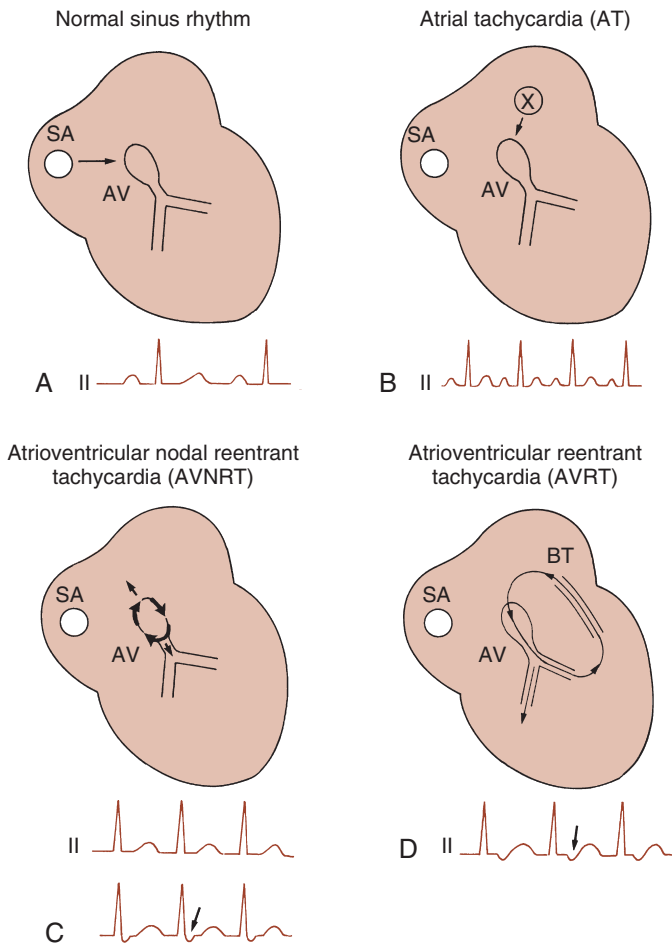 Normal sinus rhythm
SA
AV
A
II
Atrial tachycardia (AT)
X
SA
AV
B
II
Atrioventricular nodal reentrant
tachycardia (AVNRT)
SA
AV
II
C
Atrioventricular reentrant
tachycardia (AVRT)
BT
SA
AV
D
II